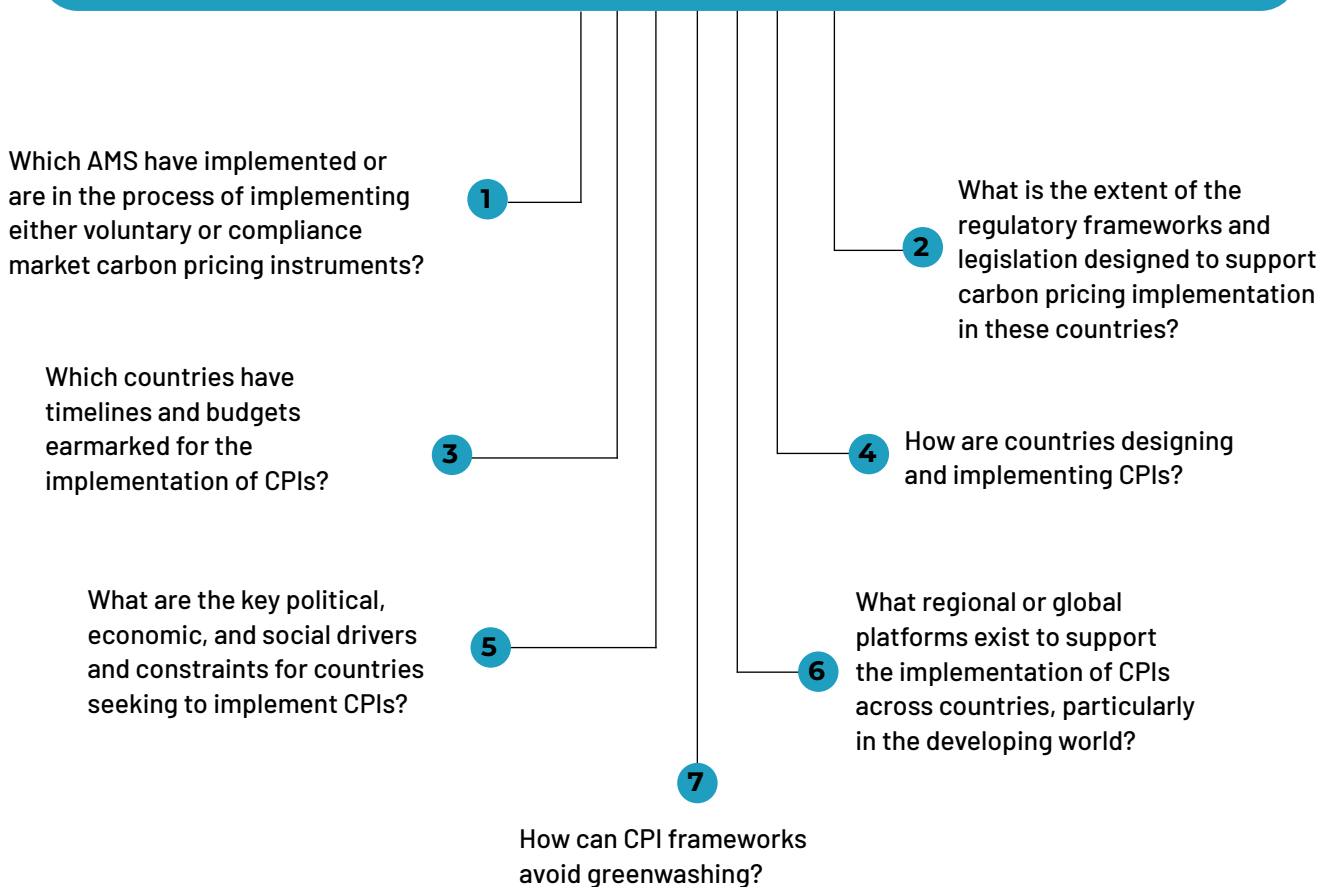 Which AMS have implemented or
are in the process of implementing
either voluntary or compliance
market carbon pricing instruments?
1
2
What is the extent of the
regulatory frameworks and
legislation designed to support
carbon pricing implementation
in these countries?
Which countries have
timelines and budgets
earmarked for the
implementation of CPIs?
3
4
How are countries designing
and implementing CPIs?
What are the key political,
economic, and social drivers
and constraints for countries
seeking to implement CPIs?
5
6
What regional or global
platforms exist to support
the implementation of CPIs
across countries, particularly
in the developing world?
7
How can CPI frameworks
avoid greenwashing?